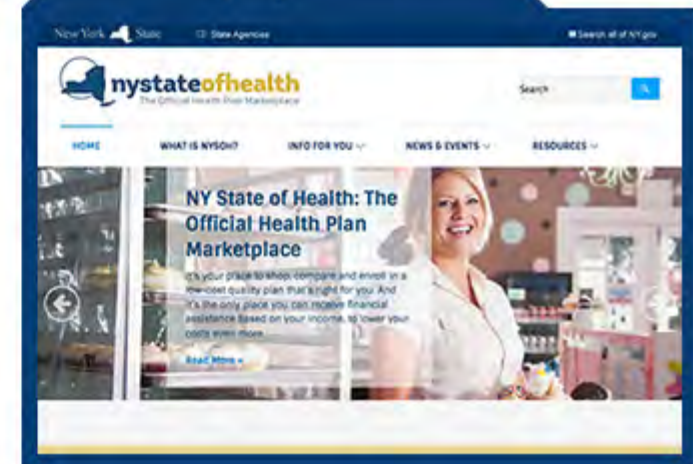 New York State
State Agencies
Search all of NY.gov
nystateofhealth
The Official Health Plan Marketplace
Search
HOME
WHAT IS NYSOH?
INFO FOR YOU
NEWS & EVENTS
RESOURCES
NY State of Health: The
Official Health Plan
Marketplace
It's your place to shop, compare and enroll in a
low-cost quality plan that's right for you. And
it's the only place you can receive financial
assistance based on your income, to lower your
costs even more.
Read More »